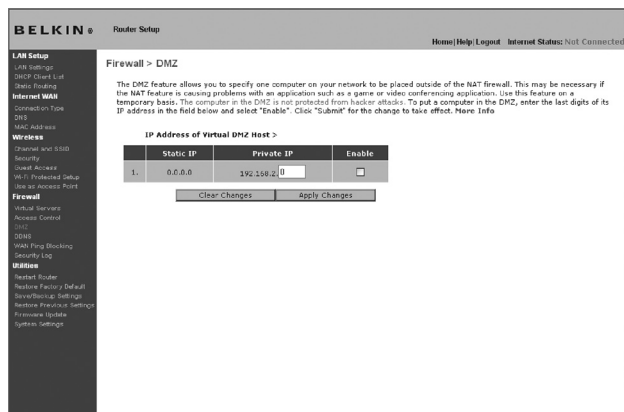 BELKIN
Router Setup
Home|Help|Logout Internet Status: Not Connected
LAN Setup
LAN Settings
DHCP Client List
Static Routing
Internet WAN
Connection Type
DNS
MAC Address
Wireless
Channel and SSID
Security
Guest Access
Wi-Fi Protected Setup
Use as Access Point
Firewall
Virtual Servers
Access Control
DMZ
DDNS
WAN Ping Blocking
Security Log
Utilities
Restart Router
Restore Factory Default
Save/Backup Settings
Restore Previous Settings
Firmware Update
System Settings
Firewall > DMZ
The DMZ feature allows you to specify one computer on your network to be placed outside of the NAT firewall. This may be necessary if
the NAT feature is causing problems with an application such as a game or video conferencing application. Use this feature on a
temporary basis. The computer in the DMZ is not protected from hacker attacks. To put a computer in the DMZ, enter the last digits of its
IP address in the field below and select "Enable". Click "Submit" for the change to take effect. More Info
IP Address of Virtual DMZ Host >
Static IP Private IP Enable
1. 0.0.0.0 192.168.2.0
Clear Changes Apply Changes